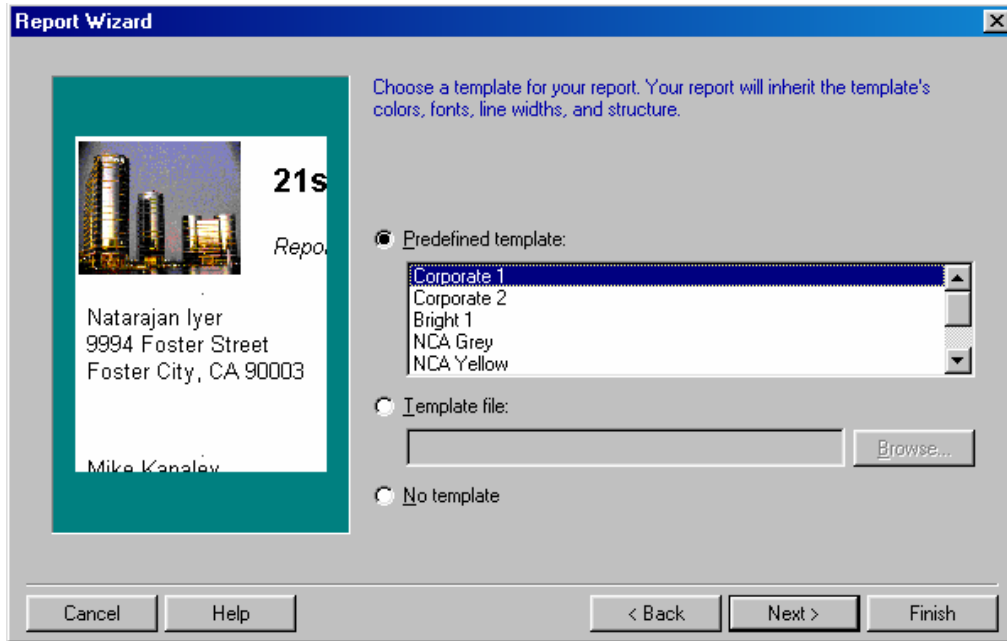 Report Wizard
Choose a template for your report. Your report will inherit the template's
colors, fonts, line widths, and structure.
21s
Repo
Natarajan Iyer
9994 Foster Street
Foster City, CA 90003
Mike Kanaley
Predefined template:
Corporate 1
Corporate 2
Bright 1
NCA Grey
NCA Yellow
Template file:
Browse...
No template
Cancel
Help
< Back
Next >
Finish